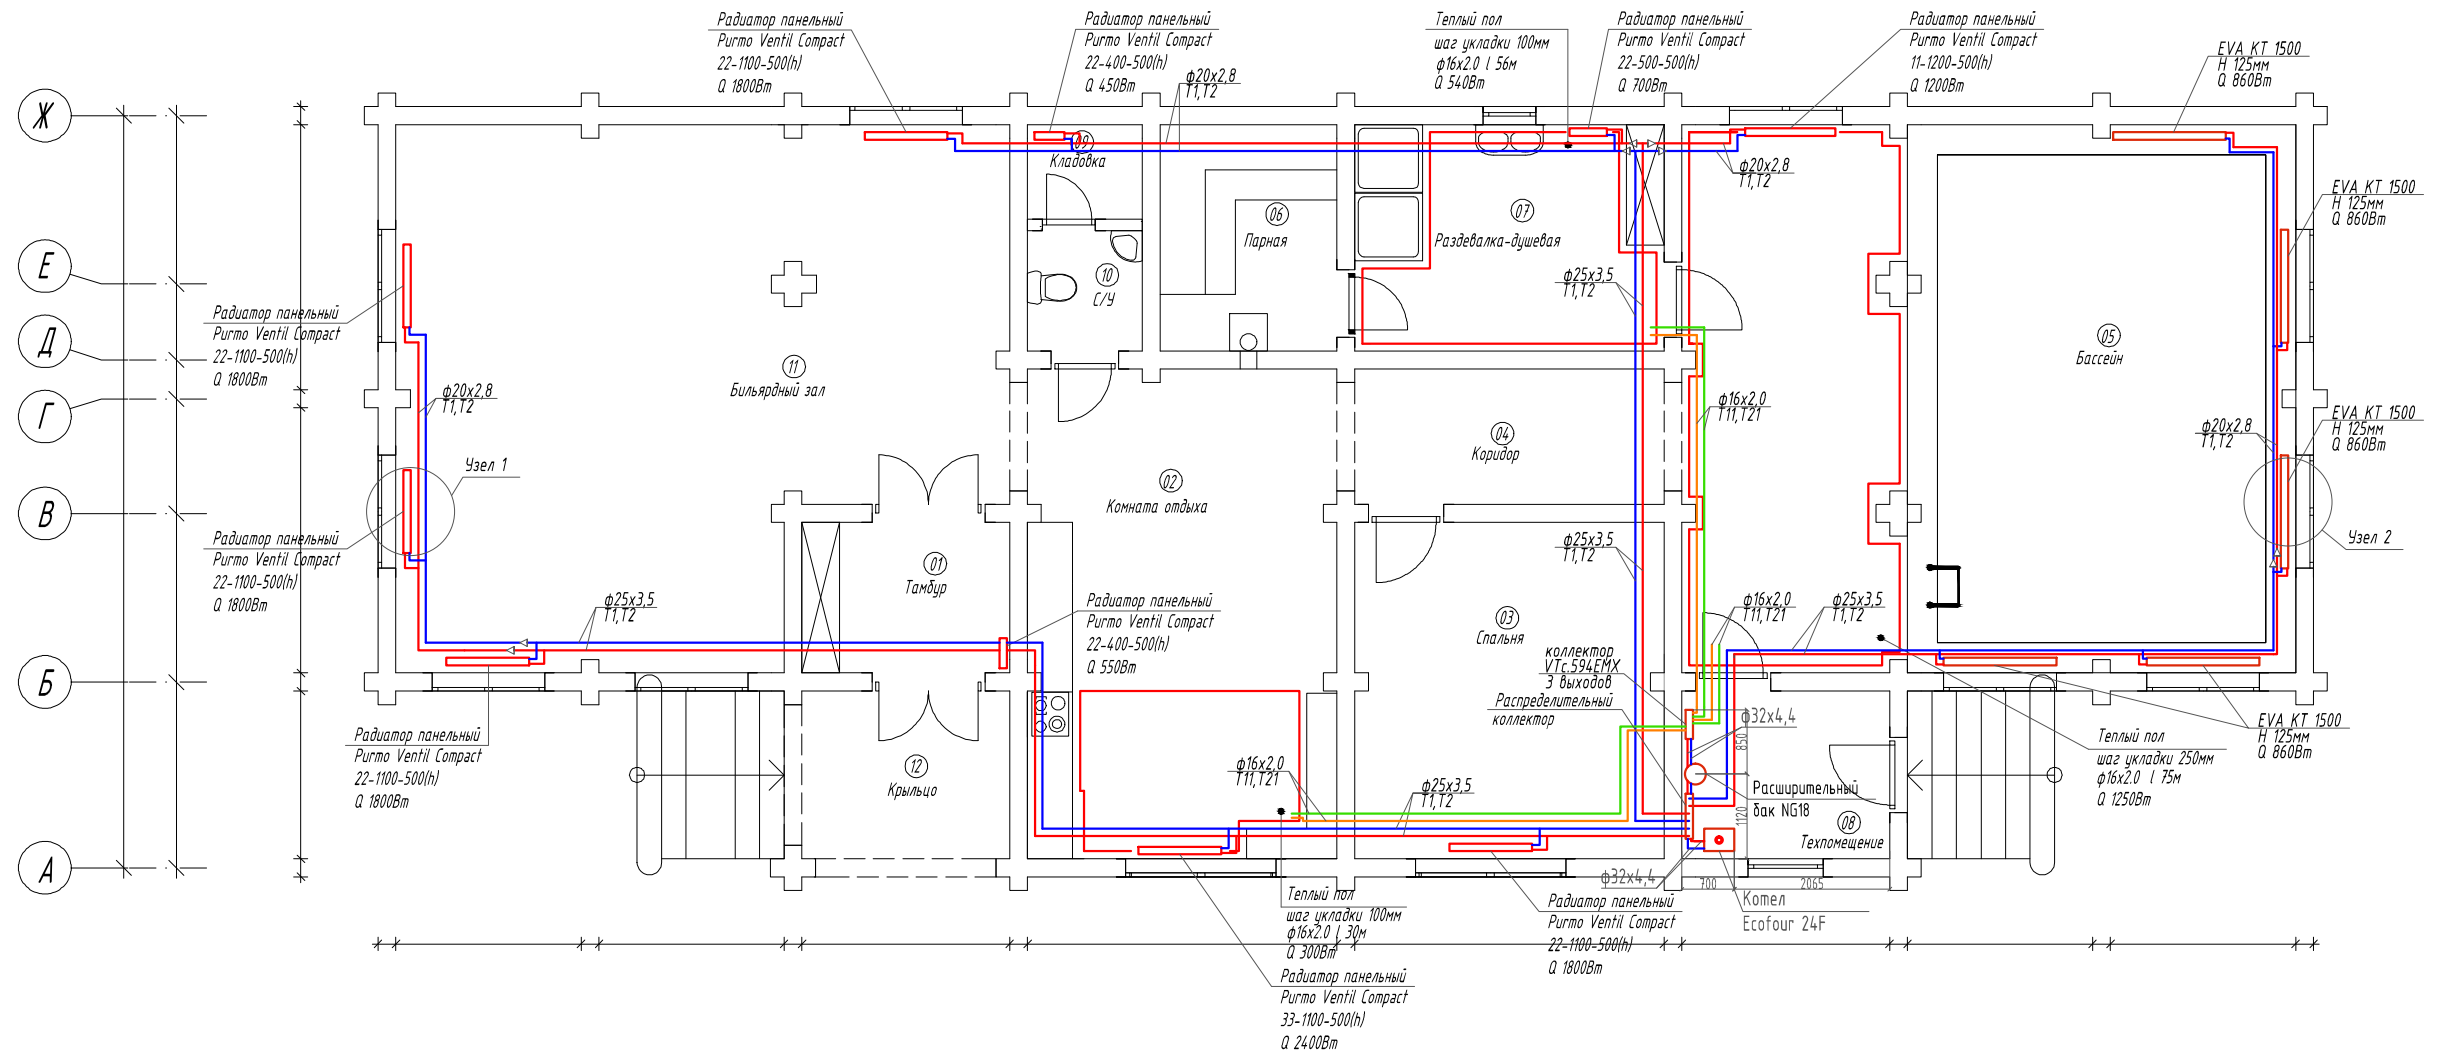 Радиатор панельный
Purmo Ventil Compact
22-1100-500(h)
Q 1800Вт
Радиатор панельный
Purmo Ventil Compact
22-400-500(h)
Q 450Вт
ф20х2,8
Т1,Т2
Теплый пол
шаг укладки 100мм
ф16х2.0 l 56м
Q 540Вт
Радиатор панельный
Purmo Ventil Compact
22-500-500(h)
Q 700Вт
Радиатор панельный
Purmo Ventil Compact
11-1200-500(h)
Q 1200Вт
EVA KT 1500
H 125мм
Q 860Вт
Ж
Е
Д
Г
В
Б
А
09
Кладовка
ф20х2,8
Т1,Т2
EVA KT 1500
H 125мм
Q 860Вт
06
Парная
07
Раздевалка-душевая
10
С/У
ф25х3,5
Т1,Т2
Радиатор панельный
Purmo Ventil Compact
22-1100-500(h)
Q 1800Вт
11
Бильярдный зал
05
Бассейн
ф20х2,8
Т1,Т2
ф16х2,0
Т11,Т21
EVA KT 1500
H 125мм
Q 860Вт
ф20х2,8
Т1,Т2
04
Коридор
Узел 1
02
Комната отдыха
Радиатор панельный
Purmo Ventil Compact
22-1100-500(h)
Q 1800Вт
ф25х3,5
Т1,Т2
Узел 2
01
Тамбур
ф25х3,5
Т1,Т2
Радиатор панельный
Purmo Ventil Compact
22-400-500(h)
Q 550Вт
03
Спальня
ф16х2,0
Т11,Т21
ф25х3,5
Т1,Т2
коллектор
VTc.594EMX
3 выходов
Распределительный
коллектор
ф32х4,4
850
Радиатор панельный
Purmo Ventil Compact
22-1100-500(h)
Q 1800Вт
EVA KT 1500
H 125мм
Q 860Вт
Теплый пол
шаг укладки 250мм
ф16х2.0 l 75м
Q 1250Вт
12
Крыльцо
ф16х2,0
Т11,Т21
ф25х3,5
Т1,Т2
Расширительный
бак NG18
1120
08
Техпомещение
ф32х4,4
700
2065
Котел
Ecofour 24F
Теплый пол
шаг укладки 100мм
ф16х2.0 l 30м
Q 300Вт
Радиатор панельный
Purmo Ventil Compact
22-1100-500(h)
Q 1800Вт
Радиатор панельный
Purmo Ventil Compact
33-1100-500(h)
Q 2400Вт